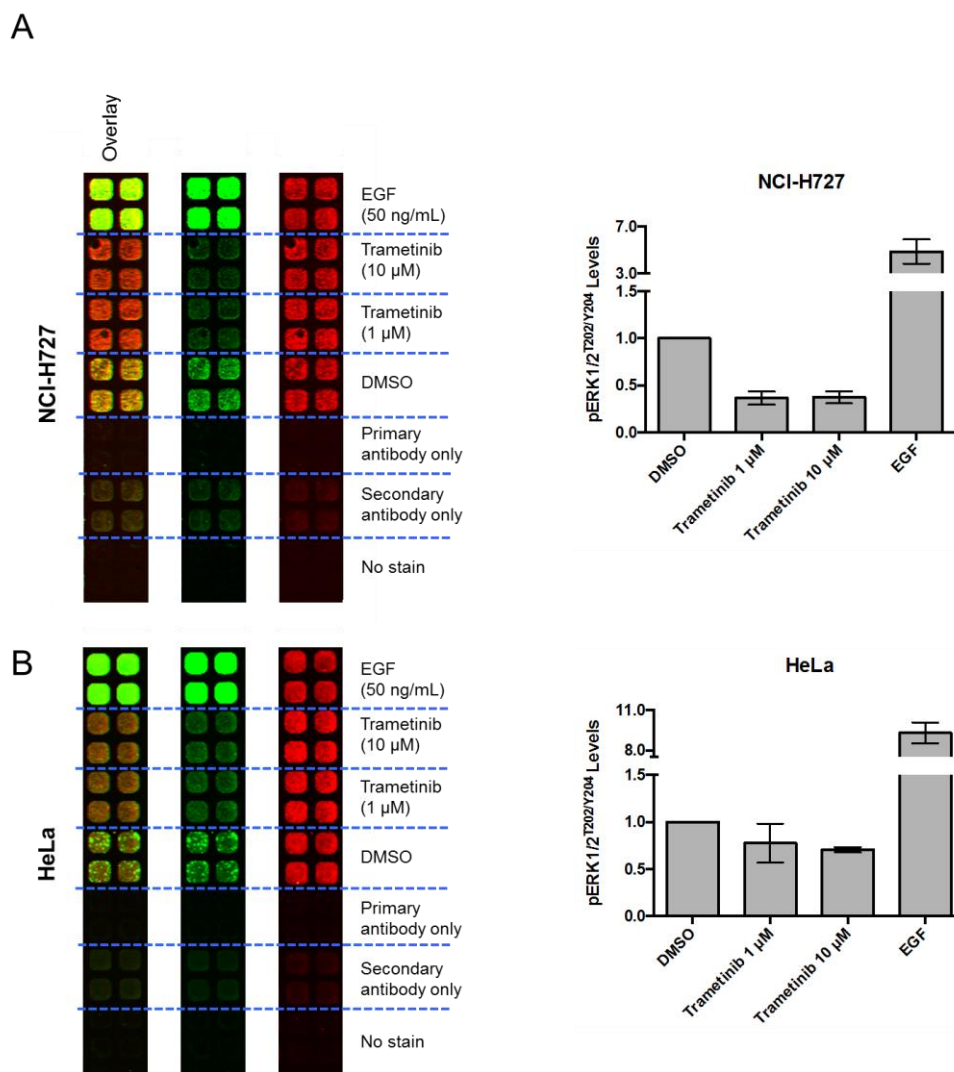 A
Overlay
NCI-H727
EGF
(50 ng/mL)
Trametinib
(10 µM)
Trametinib
(1 µM)
DMSO
Primary
antibody only
Secondary
antibody only
No stain
NCI-H727
pERK1/2T202/Y204 Levels
7.0
3.0
1.5
1.0
0.5
0.0
DMSO
Trametinib 1 µM
Trametinib 10 µM
EGF
B
HeLa
EGF
(50 ng/mL)
Trametinib
(10 µM)
Trametinib
(1 µM)
DMSO
Primary
antibody only
Secondary
antibody only
No stain
HeLa
pERK1/2T202/Y204 Levels
11.0
8.0
1.5
1.0
0.5
0.0
DMSO
Trametinib 1 µM
Trametinib 10 µM
EGF